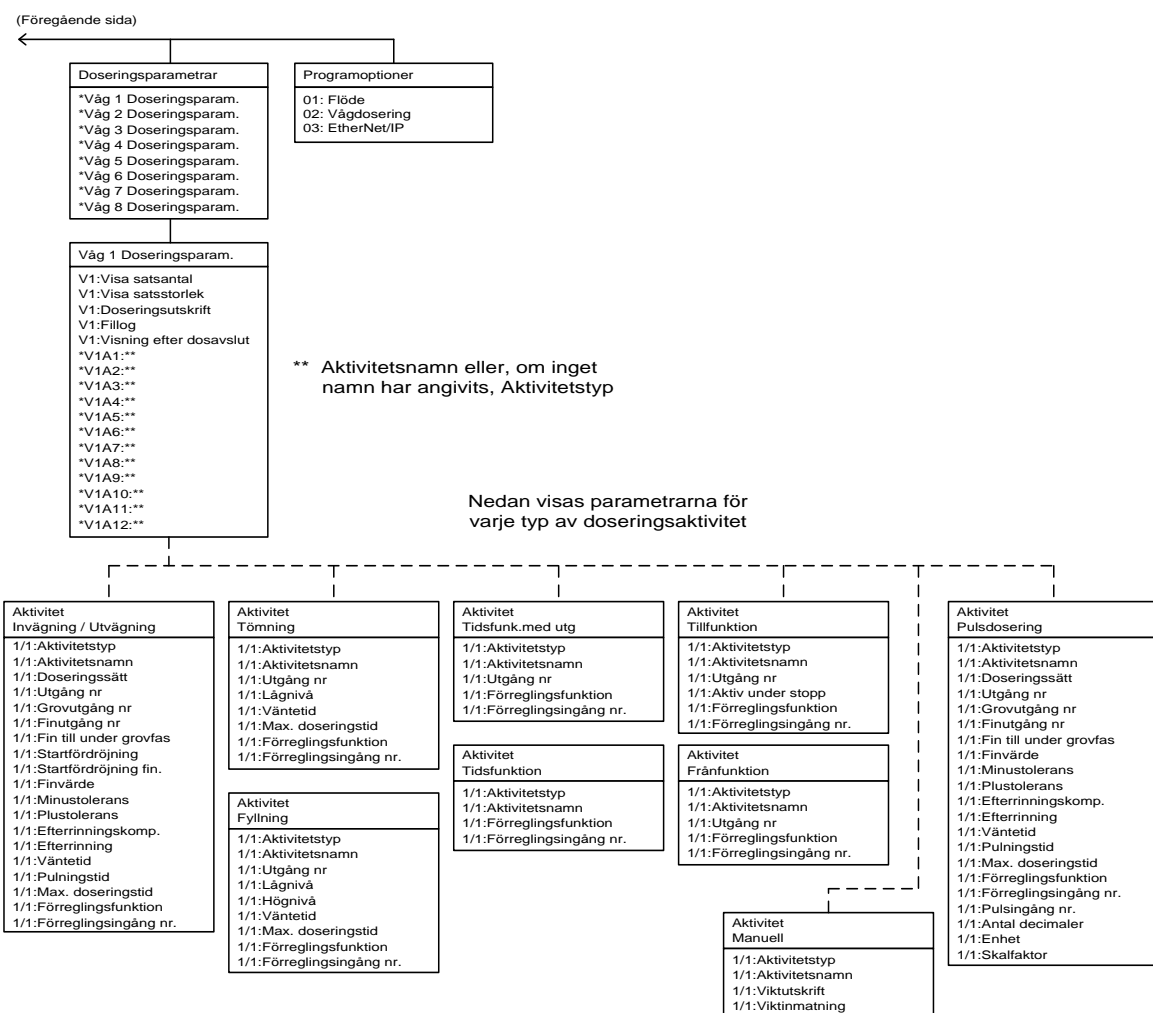 (Föregående sida)
Doseringsparametrar
*Våg 1 Doseringsparam.
*Våg 2 Doseringsparam.
*Våg 3 Doseringsparam.
*Våg 4 Doseringsparam.
*Våg 5 Doseringsparam.
*Våg 6 Doseringsparam.
*Våg 7 Doseringsparam.
*Våg 8 Doseringsparam.
Programoptioner
01: Flöde
02: Vågdosering
03: EtherNet/IP
Våg 1 Doseringsparam.
V1:Visa satsantal
V1:Visa satsstorlek
V1:Doseringsutskrift
V1:Fillog
V1:Visning efter dosavslut
*V1A1:**
*V1A2:**
*V1A3:**
*V1A4:**
*V1A5:**
*V1A6:**
*V1A7:**
*V1A8:**
*V1A9:**
*V1A10:**
*V1A11:**
*V1A12:**
** Aktivitetsnamn eller, om inget
namn har angivits, Aktivitetstyp
Nedan visas parametrarna för
varje typ av doseringsaktivitet
Aktivitet
Invägning / Utvägning
1/1:Aktivitetstyp
1/1:Aktivitetsnamn
1/1:Doseringssätt
1/1:Utgång nr
1/1:Grovutgång nr
1/1:Finutgång nr
1/1:Fin till under grovfas
1/1:Startfördröjning
1/1:Startfördröjning fin.
1/1:Finvärde
1/1:Minustolerans
1/1:Plustolerans
1/1:Efterrinningskomp.
1/1:Efterrinning
1/1:Väntetid
1/1:Pulningstid
1/1:Max. doseringstid
1/1:Förreglingsfunktion
1/1:Förreglingsingång nr.
Aktivitet
Tömning
1/1:Aktivitetstyp
1/1:Aktivitetsnamn
1/1:Utgång nr
1/1:Lågnivå
1/1:Väntetid
1/1:Max. doseringstid
1/1:Förreglingsfunktion
1/1:Förreglingsingång nr.
Aktivitet
Fyllning
1/1:Aktivitetstyp
1/1:Aktivitetsnamn
1/1:Utgång nr
1/1:Lågnivå
1/1:Högnivå
1/1:Väntetid
1/1:Max. doseringstid
1/1:Förreglingsfunktion
1/1:Förreglingsingång nr.
Aktivitet
Tidsfunk.med utg
1/1:Aktivitetstyp
1/1:Aktivitetsnamn
1/1:Utgång nr
1/1:Förreglingsfunktion
1/1:Förreglingsingång nr.
Aktivitet
Tidsfunktion
1/1:Aktivitetstyp
1/1:Aktivitetsnamn
1/1:Förreglingsfunktion
1/1:Förreglingsingång nr.
Aktivitet
Tillfunktion
1/1:Aktivitetstyp
1/1:Aktivitetsnamn
1/1:Utgång nr
1/1:Aktiv under stopp
1/1:Förreglingsfunktion
1/1:Förreglingsingång nr.
Aktivitet
Frånfunktion
1/1:Aktivitetstyp
1/1:Aktivitetsnamn
1/1:Utgång nr
1/1:Förreglingsfunktion
1/1:Förreglingsingång nr.
Aktivitet
Manuell
1/1:Aktivitetstyp
1/1:Aktivitetsnamn
1/1:Viktutskrift
1/1:Viktinmatning
Aktivitet
Pulsdosering
1/1:Aktivitetstyp
1/1:Aktivitetsnamn
1/1:Doseringssätt
1/1:Utgång nr
1/1:Grovutgång nr
1/1:Finutgång nr
1/1:Fin till under grovfas
1/1:Finvärde
1/1:Minustolerans
1/1:Plustolerans
1/1:Efterrinningskomp.
1/1:Efterrinning
1/1:Väntetid
1/1:Pulningstid
1/1:Max. doseringstid
1/1:Förreglingsfunktion
1/1:Förreglingsingång nr.
1/1:Pulsingång nr.
1/1:Antal decimaler
1/1:Enhet
1/1:Skalfaktor